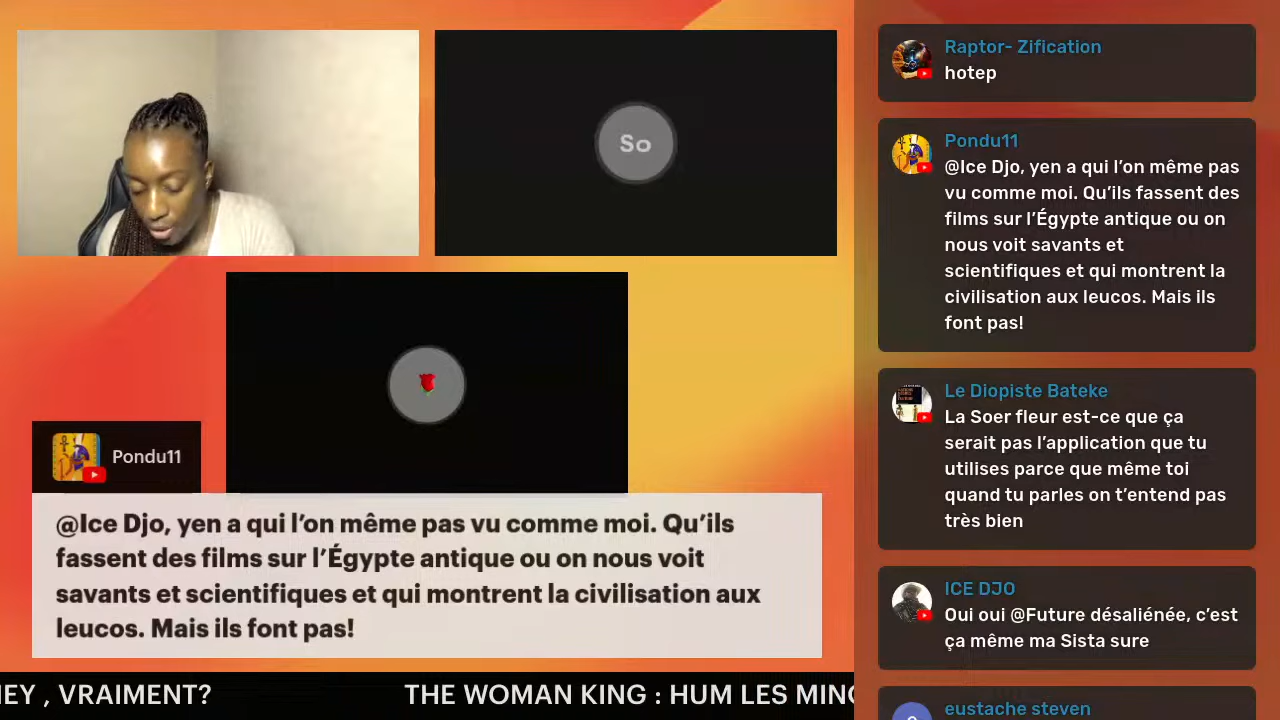 So
Pondu11
@Ice Djo, yen a qui l’on même pas vu comme moi. Qu’ils
fassent des films sur l’Égypte antique ou on nous voit
savants et scientifiques et qui montrent la civilisation aux
leucos. Mais ils font pas!
EY , VRAIMENT?
THE WOMAN KING : HUM LES MIN
Raptor- Zification
hotep
Pondu11
@Ice Djo, yen a qui l’on même pas
vu comme moi. Qu’ils fassent des
films sur l’Égypte antique ou on
nous voit savants et
scientifiques et qui montrent la
civilisation aux leucos. Mais ils
font pas!
Le Diopiste Bateke
La Soer fleur est-ce que ça
serait pas l’application que tu
utilises parce que même toi
quand tu parles on t’entend pas
très bien
ICE DJO
Oui oui @Future désaliénée, c’est
ça même ma Sista sure
eustache steven